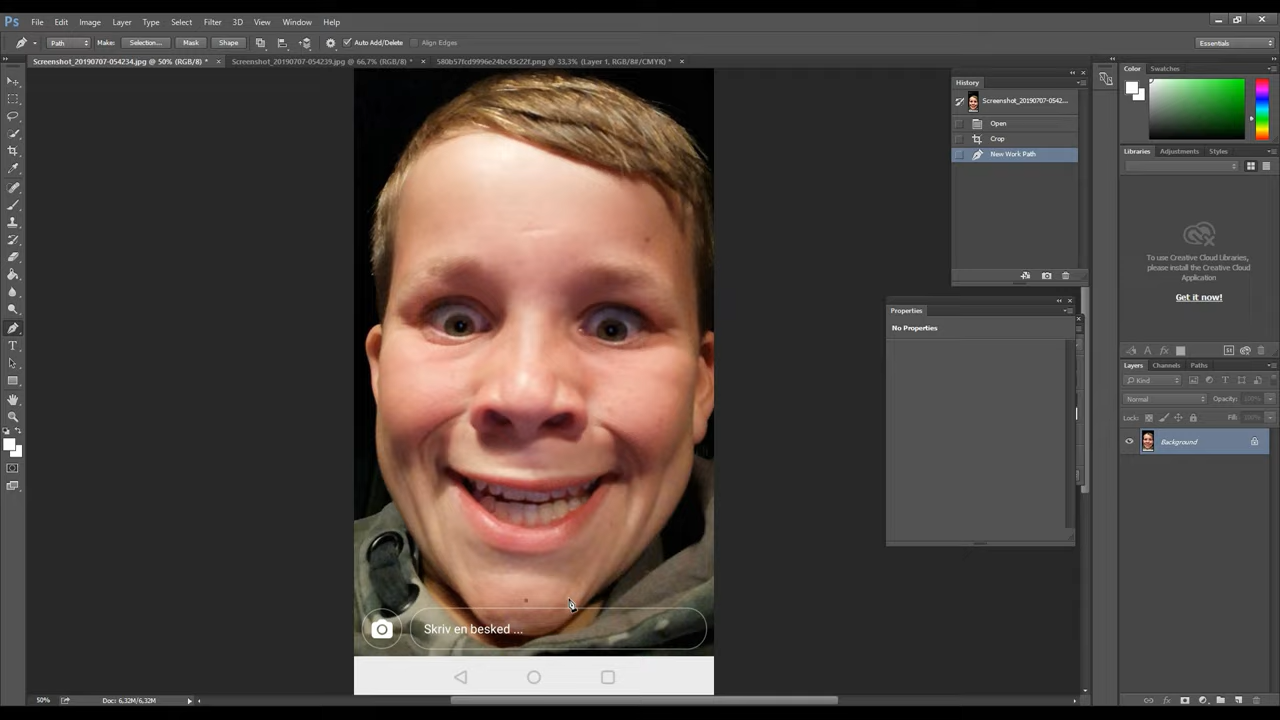 Ps File Edit Image Layer Type Select Filter 3D View Window Help
Path Make: Selection... Mask Shape Auto Add/Delete Align Edges Essentials
Screenshot_20190707-054234.jpg @ 50% (RGB/8) * × Screenshot_20190707-054239.jpg @ 66,7% (RGB/8) * × 580b57fcd9996e24bc43c22f.png @ 33,3% (Layer 1, RGB/8#/CMYK) * ×
History
Screenshot_20190707-0542...
Open
Crop
New Work Path
Properties
No Properties
Color Swatches
Libraries Adjustments Styles
To use Creative Cloud Libraries,
please install the Creative Cloud
Application
Get it now!
Layers Channels Paths
Kind
Normal Opacity: 100%
Lock: Fill: 100%
Background
Skriv en besked ...
50% Doc: 6,32M/6,32M